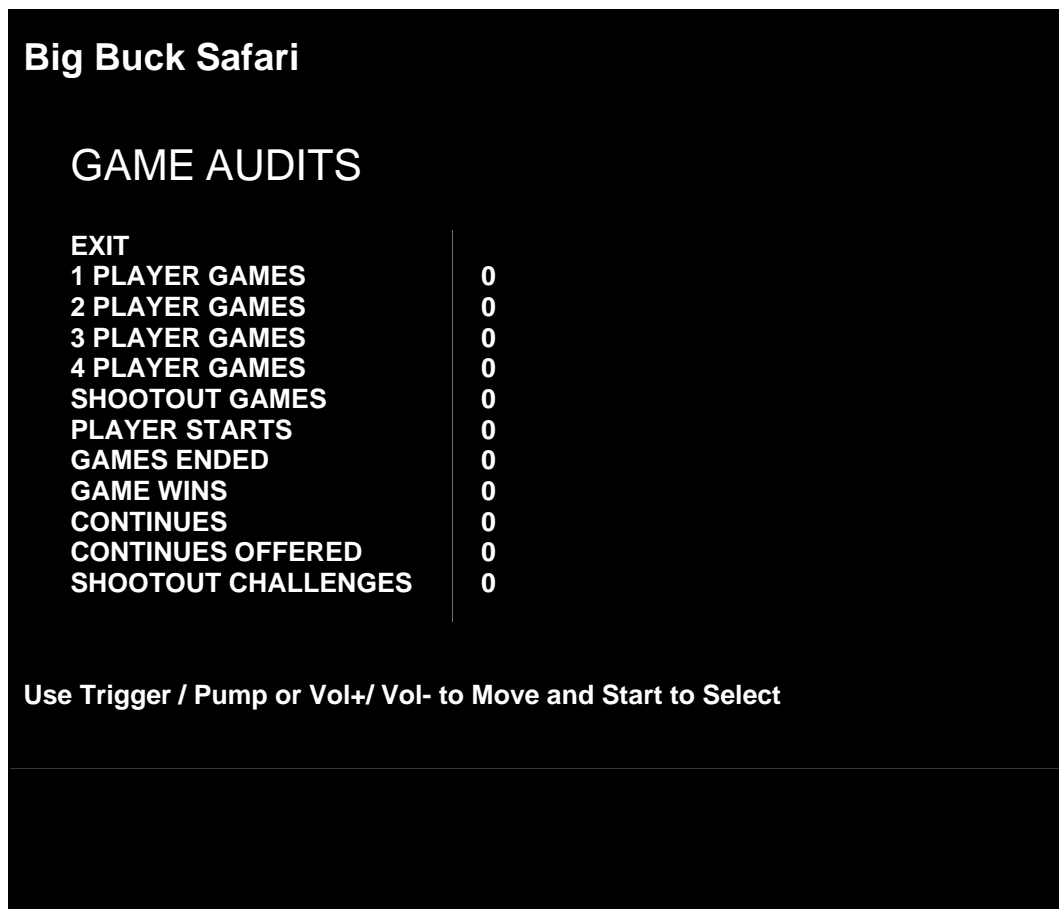 Big Buck Safari
GAME AUDITS
EXIT
1 PLAYER GAMES 0
2 PLAYER GAMES 0
3 PLAYER GAMES 0
4 PLAYER GAMES 0
SHOOTOUT GAMES 0
PLAYER STARTS 0
GAMES ENDED 0
GAME WINS 0
CONTINUES 0
CONTINUES OFFERED 0
SHOOTOUT CHALLENGES 0
Use Trigger / Pump or Vol+/ Vol- to Move and Start to Select